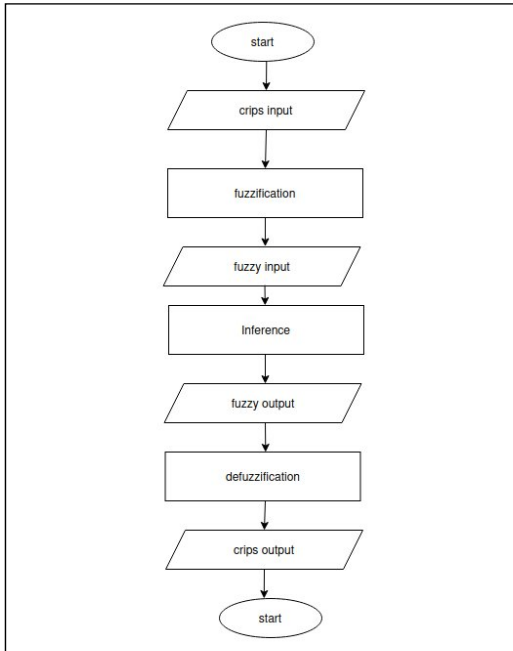 start
crips input
fuzzification
fuzzy input
Inference
fuzzy output
defuzzification
crips output
start